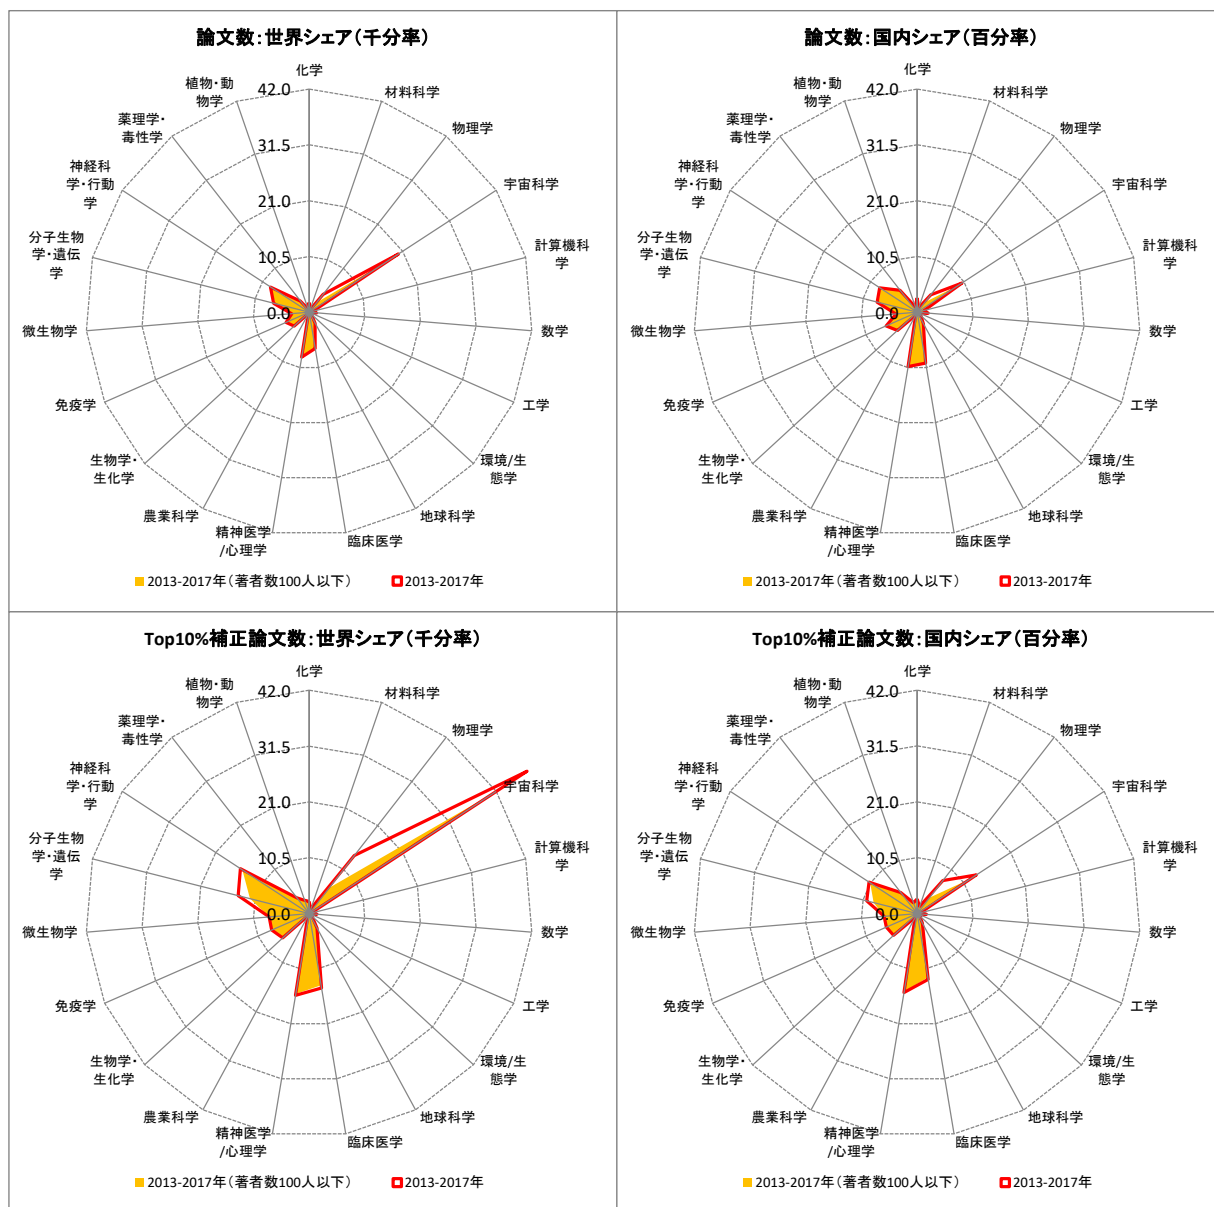 論文数:世界シェア(千分率)
化学
材料科学
物理学
宇宙科学
計算機科
学
数学
工学
環境/生
態学
地球科学
臨床医学
精神医学
/心理学
農業科学
生物学・
生化学
免疫学
微生物学
分子生物
学・遺伝
学
神経科
学・行動
学
薬理学・
毒性学
植物・動
物学
42.0
31.5
21.0
10.5
0.0
2013-2017年(著者数100人以下) 2013-2017年
論文数:国内シェア(百分率)
化学
材料科学
物理学
宇宙科学
計算機科
学
数学
工学
環境/生
態学
地球科学
臨床医学
精神医学
/心理学
農業科学
生物学・
生化学
免疫学
微生物学
分子生物
学・遺伝
学
神経科
学・行動
学
薬理学・
毒性学
植物・動
物学
42.0
31.5
21.0
10.5
0.0
2013-2017年(著者数100人以下) 2013-2017年
Top10%補正論文数:世界シェア(千分率)
化学
材料科学
物理学
宇宙科学
計算機科
学
数学
工学
環境/生
態学
地球科学
臨床医学
精神医学
/心理学
農業科学
生物学・
生化学
免疫学
微生物学
分子生物
学・遺伝
学
神経科
学・行動
学
薬理学・
毒性学
植物・動
物学
42.0
31.5
21.0
10.5
0.0
2013-2017年(著者数100人以下) 2013-2017年
Top10%補正論文数:国内シェア(百分率)
化学
材料科学
物理学
宇宙科学
計算機科
学
数学
工学
環境/生
態学
地球科学
臨床医学
精神医学
/心理学
農業科学
生物学・
生化学
免疫学
微生物学
分子生物
学・遺伝
学
神経科
学・行動
学
薬理学・
毒性学
植物・動
物学
42.0
31.5
21.0
10.5
0.0
2013-2017年(著者数100人以下) 2013-2017年